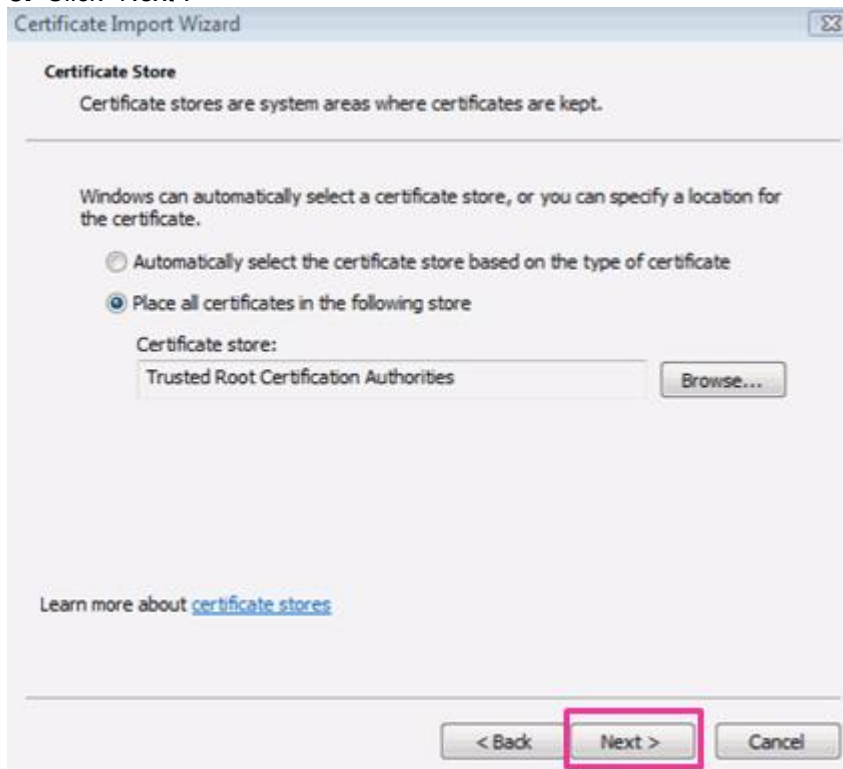 Certificate Import Wizard
Certificate Store
Certificate stores are system areas where certificates are kept.
Windows can automatically select a certificate store, or you can specify a location for
the certificate.
Automatically select the certificate store based on the type of certificate
Place all certificates in the following store
Certificate store:
Trusted Root Certification Authorities
Browse...
Learn more about certificate stores
< Back Next > Cancel